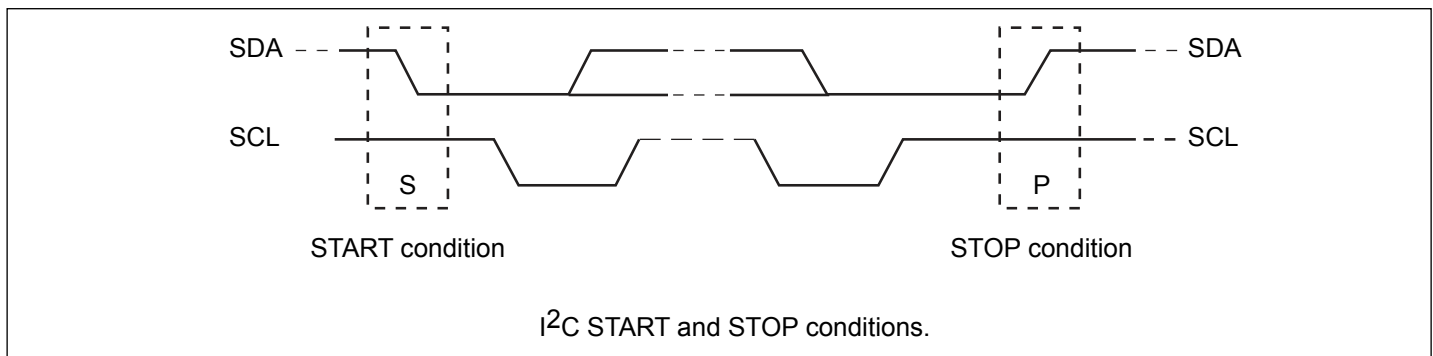 SDA SDA
SCL SCL
S P
START condition STOP condition
I²C START and STOP conditions.